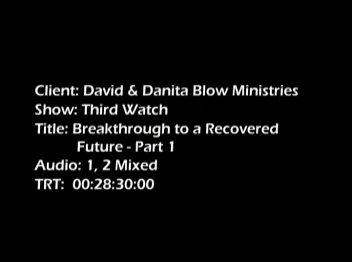 Client: David & Danita Blow Ministries
Show: Third Watch
Title: Breakthrough to a Recovered
Future - Part 1
Audio: 1, 2 Mixed
TRT: 00:28:30:00